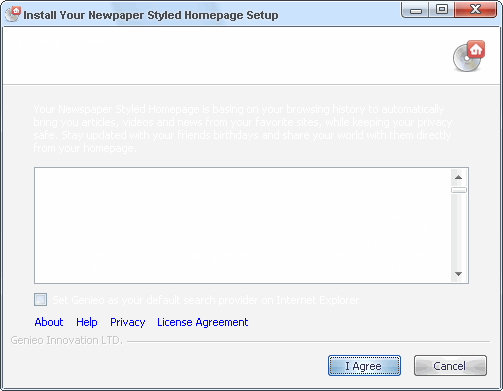 Install Your Newpaper Styled Homepage Setup
Your Newspaper Styled Homepage is basing on your browsing history to automatically
bring you articles, videos and news from your favorite sites, while keeping your privacy
safe. Stay updated with your friends birthdays and share your world with them directly
from your homepage.
Set Genieo as your default search provider on Internet Explorer
About Help Privacy License Agreement
Genieo Innovation LTD.
I Agree Cancel